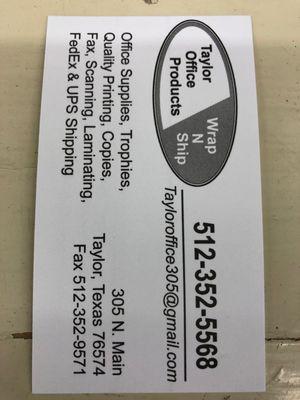 Taylor
Office
Products
Wrap
N
Ship
512-352-5568
Tayloroffice305@gmail.com
Office Supplies, Trophies,
Quality Printing, Copies,
Fax, Scanning, Laminating,
FedEx & UPS Shipping
305 N. Main
Taylor, Texas 76574
Fax 512-352-9571